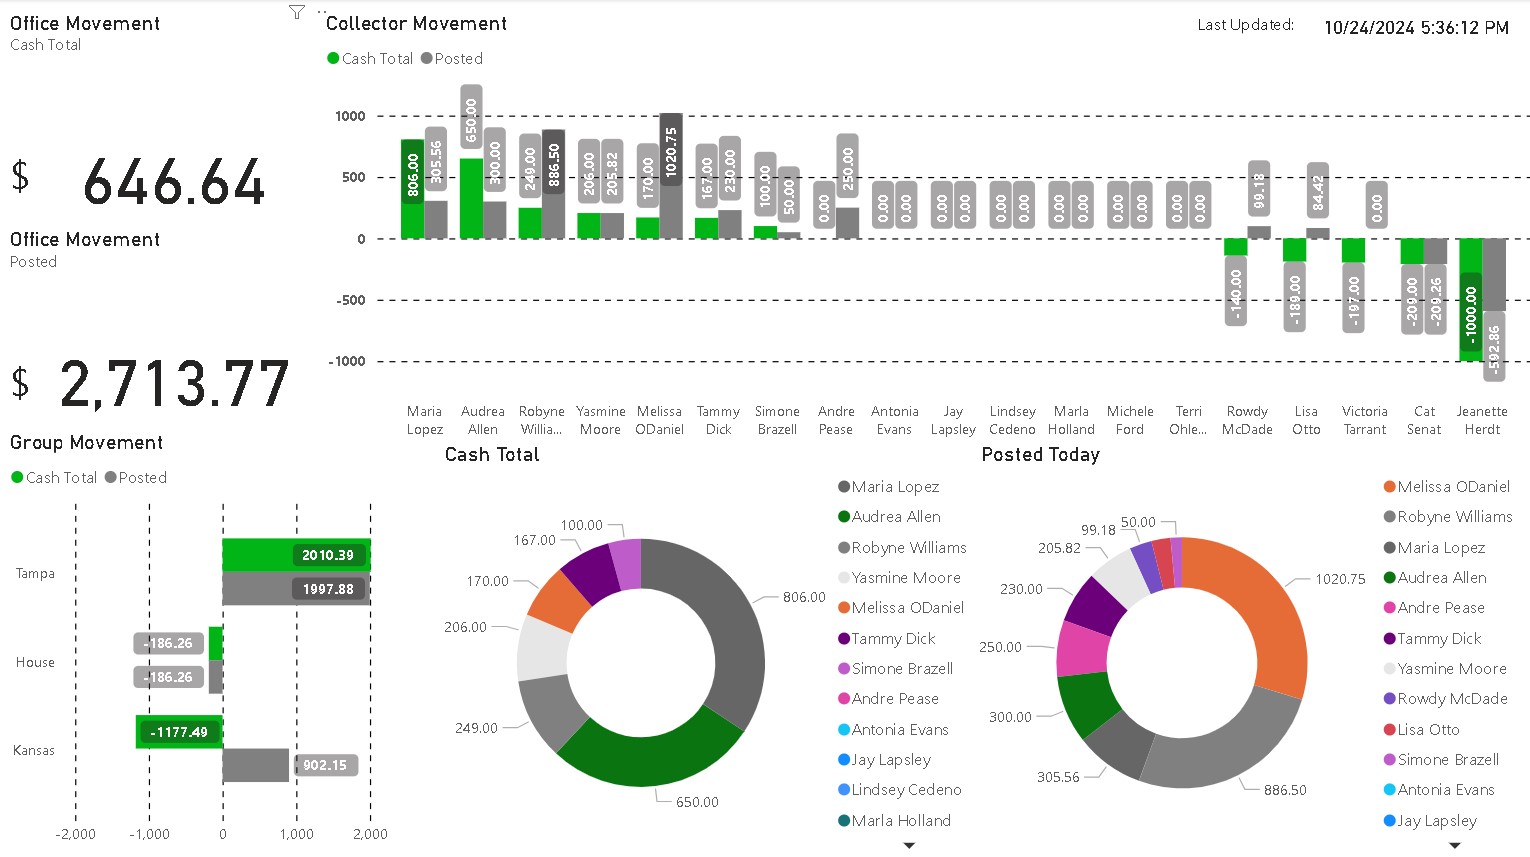 Office Movement
Cash Total
$ 646.64
Office Movement
Posted
$ 2,713.77
Collector Movement
Last Updated: 10/24/2024 5:36:12 PM
Cash Total Posted
1000
500
0
-500
-1000
806.00
305.56
650.00
300.00
249.00
886.50
206.00
205.82
170.00
1020.75
167.00
230.00
100.00
50.00
0.00
250.00
0.00
0.00
0.00
0.00
0.00
0.00
0.00
0.00
0.00
0.00
0.00
0.00
-140.00
99.18
-189.00
84.42
-197.00
0.00
-209.00
-209.26
-1000.00
-592.86
Maria Lopez
Audrea Allen
Robyne Willia...
Yasmine Moore
Melissa ODaniel
Tammy Dick
Simone Brazell
Andre Pease
Antonia Evans
Jay Lapsley
Lindsey Cedeno
Marla Holland
Michele Ford
Terri Ohle...
Rowdy McDade
Lisa Otto
Victoria Tarrant
Cat Senat
Jeanette Herdt
Group Movement
Cash Total Posted
Tampa
2010.39
1997.88
House
-186.26
-186.26
Kansas
-1177.49
902.15
-2,000 -1,000 0 1,000 2,000
Cash Total
100.00
167.00
170.00
206.00
249.00
650.00
806.00
Maria Lopez
Audrea Allen
Robyne Williams
Yasmine Moore
Melissa ODaniel
Tammy Dick
Simone Brazell
Andre Pease
Antonia Evans
Jay Lapsley
Lindsey Cedeno
Marla Holland
Posted Today
50.00
99.18
205.82
230.00
250.00
300.00
305.56
886.50
1020.75
Melissa ODaniel
Robyne Williams
Maria Lopez
Audrea Allen
Andre Pease
Tammy Dick
Yasmine Moore
Rowdy McDade
Lisa Otto
Simone Brazell
Antonia Evans
Jay Lapsley